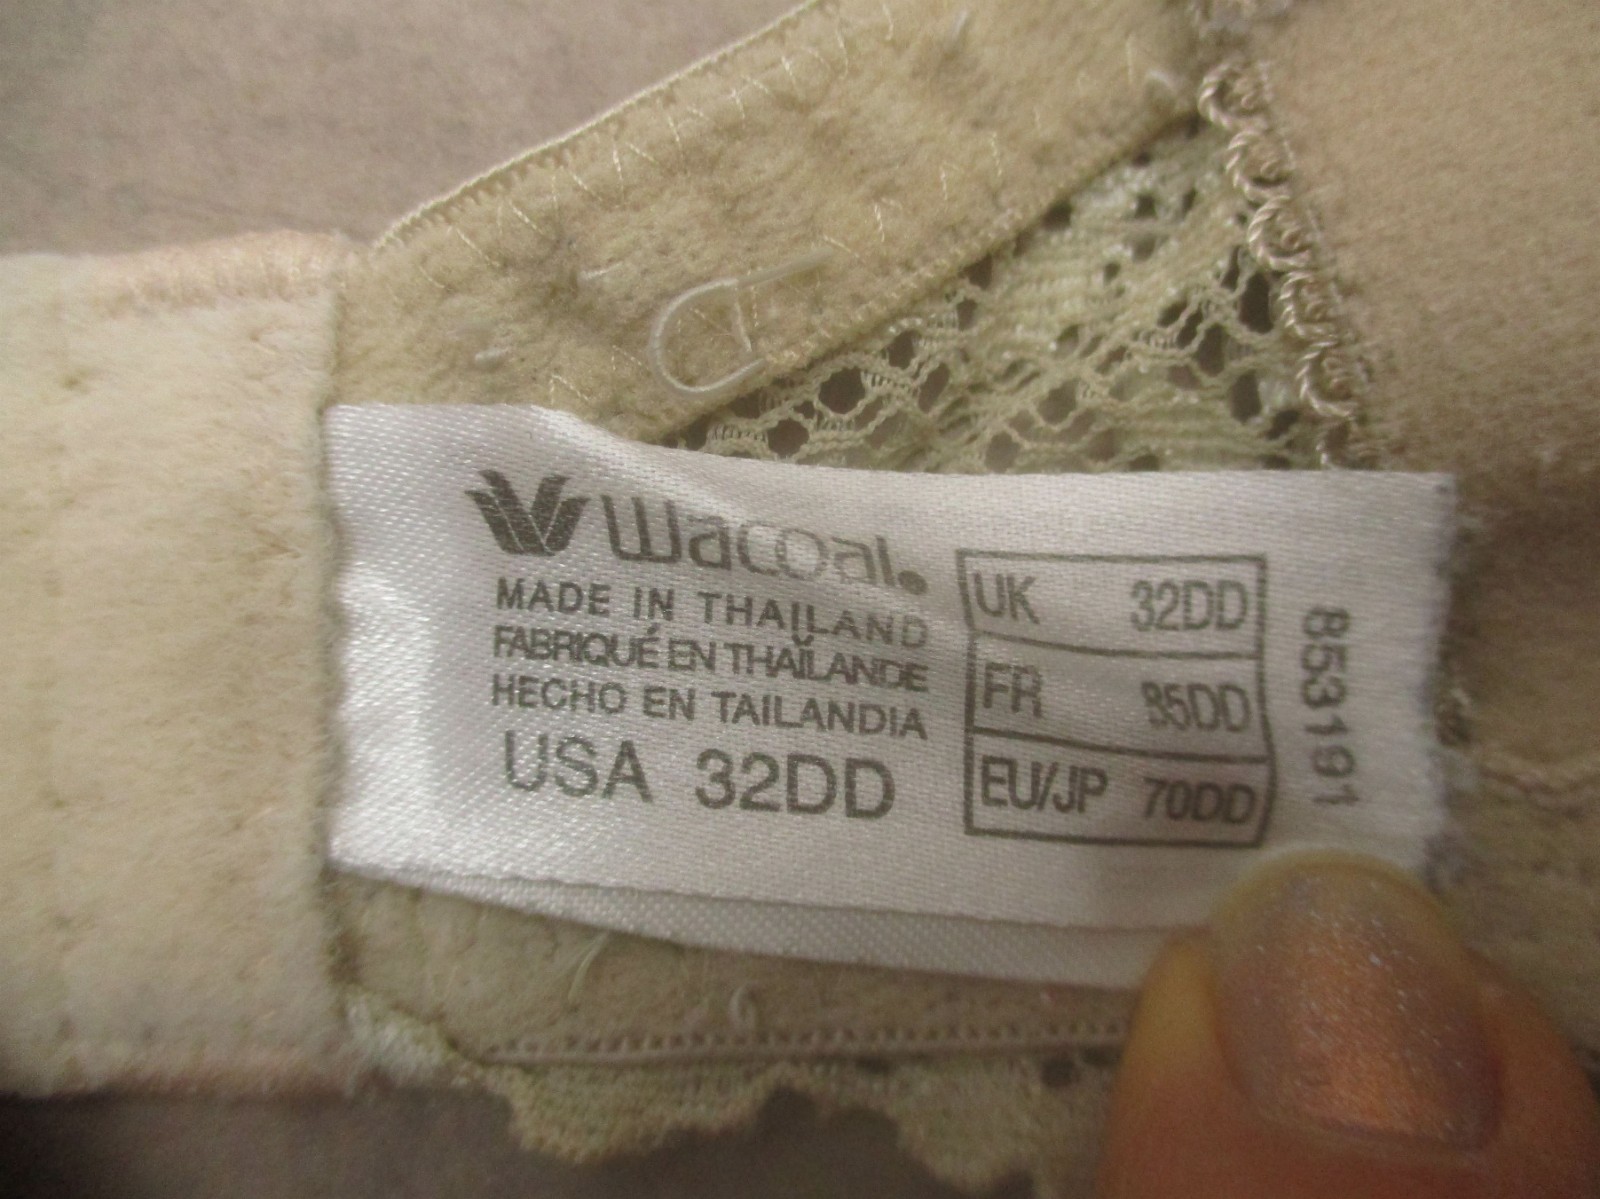 Wacoal.
MADE IN THAILAND
FABRIQUÉ EN THAÏLANDE
HECHO EN TAILANDIA
USA 32DD
UK 32DD
FR 85DD
EU/JP 70DD
853191